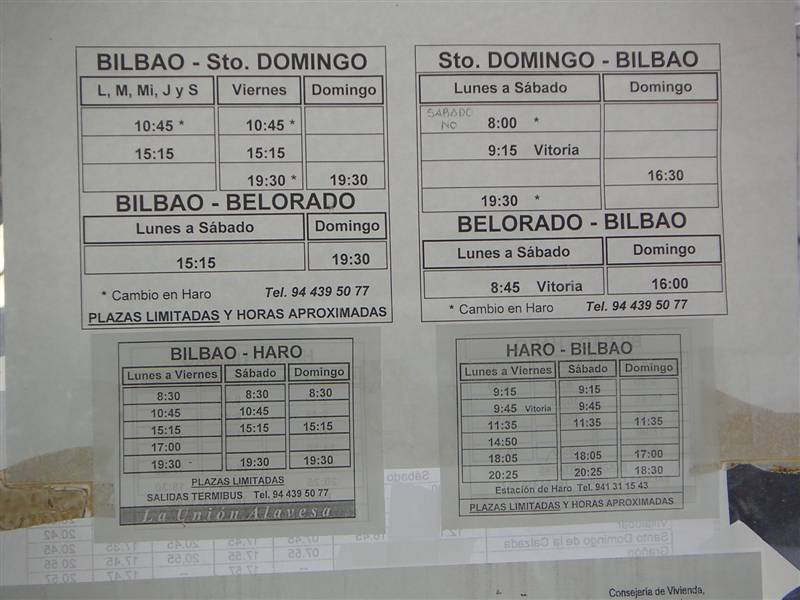 BILBAO - Sto. DOMINGO
L, M, Mi, J y S Viernes Domingo
10:45 * 10:45 *
15:15 15:15
19:30 * 19:30
BILBAO - BELORADO
Lunes a Sábado Domingo
15:15 19:30
* Cambio en Haro Tel. 94 439 50 77
PLAZAS LIMITADAS Y HORAS APROXIMADAS
Sto. DOMINGO - BILBAO
Lunes a Sábado Domingo
SABADO NO 8:00 *
9:15 Vitoria
16:30
19:30 *
BELORADO - BILBAO
Lunes a Sábado Domingo
8:45 Vitoria 16:00
* Cambio en Haro Tel. 94 439 50 77
BILBAO - HARO
Lunes a Viernes Sábado Domingo
8:30 8:30 8:30
10:45 10:45
15:15 15:15 15:15
17:00
19:30 - 19:30 19:30
PLAZAS LIMITADAS
SALIDAS TERMIBUS Tel. 94 439 50 77
La Unión Alavesa
HARO - BILBAO
Lunes a Viernes Sábado Domingo
9:15 9:15
9:45 Vitoria 9:45
11:35 11:35 11:35
14:50
18:05 18:05 17:00
20:25 20:25 18:30
Estación de Haro Tel. 941 31 15 43
PLAZAS LIMITADAS Y HORAS APROXIMADAS
Sábado
Santo Domingo de la Calzada
Grañón
Consejería de Vivienda,